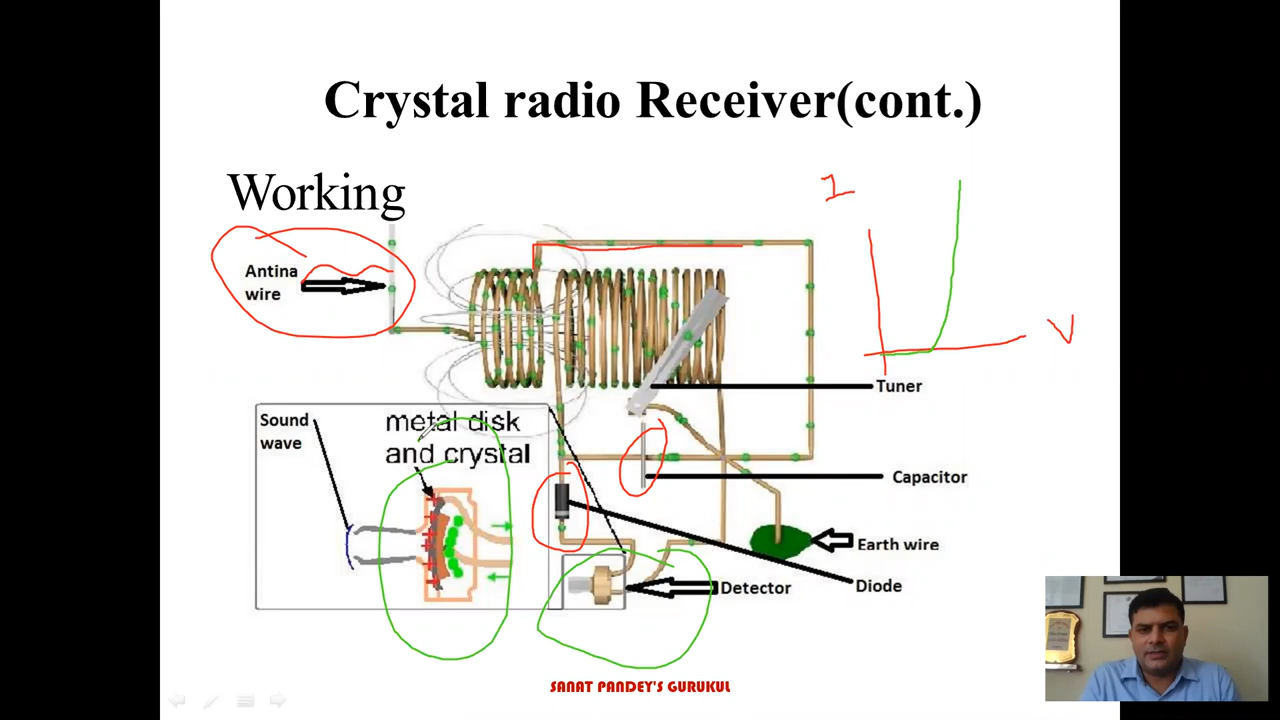 Crystal radio Receiver(cont.)
Working
I
Antina
wire
V
Tuner
Sound
wave
metal disk
and crystal
Capacitor
Earth wire
Detector
Diode
SANAT PANDEY'S GURUKUL